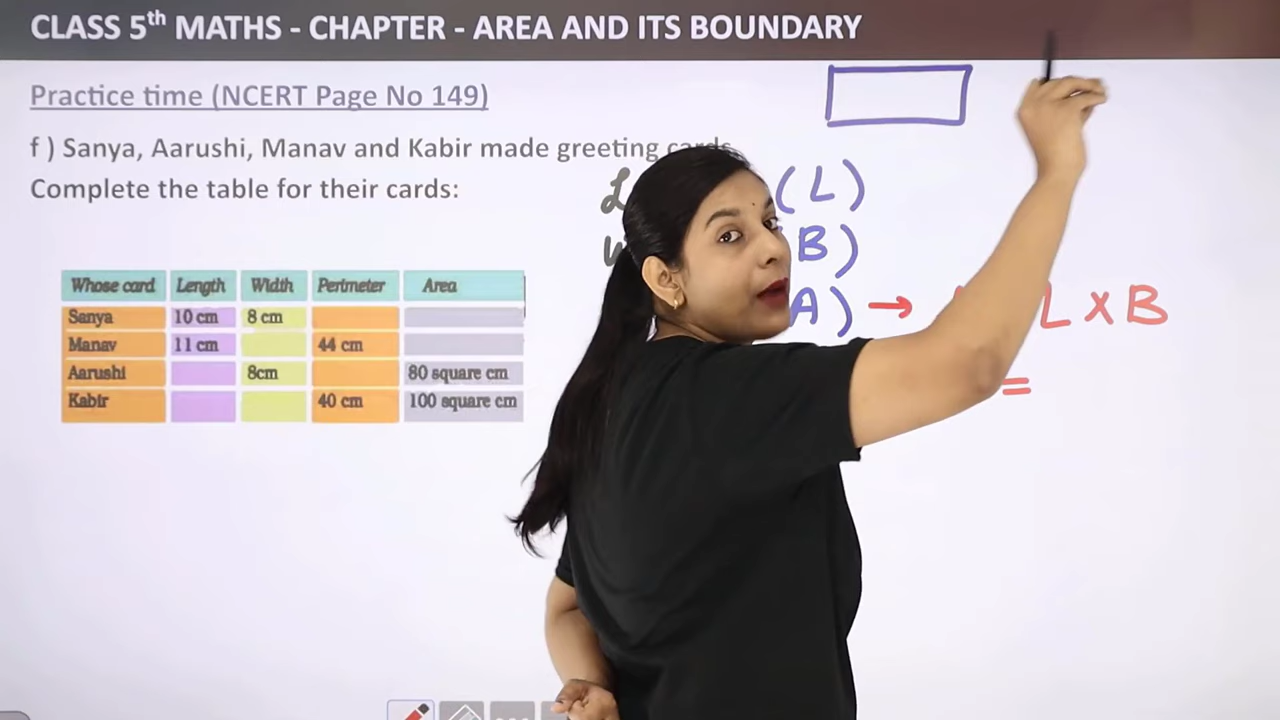 CLASS 5th MATHS - CHAPTER - AREA AND ITS BOUNDARY
Practice time (NCERT Page No 149)
f ) Sanya, Aarushi, Manav and Kabir made greeting cards
Complete the table for their cards:
(L)
B)
A) → L X B
=
Whose card Length Width Perimeter Area
Sanya 10 cm 8 cm
Manav 11 cm 44 cm
Aarushi 8cm 80 square cm
Kabir 40 cm 100 square cm